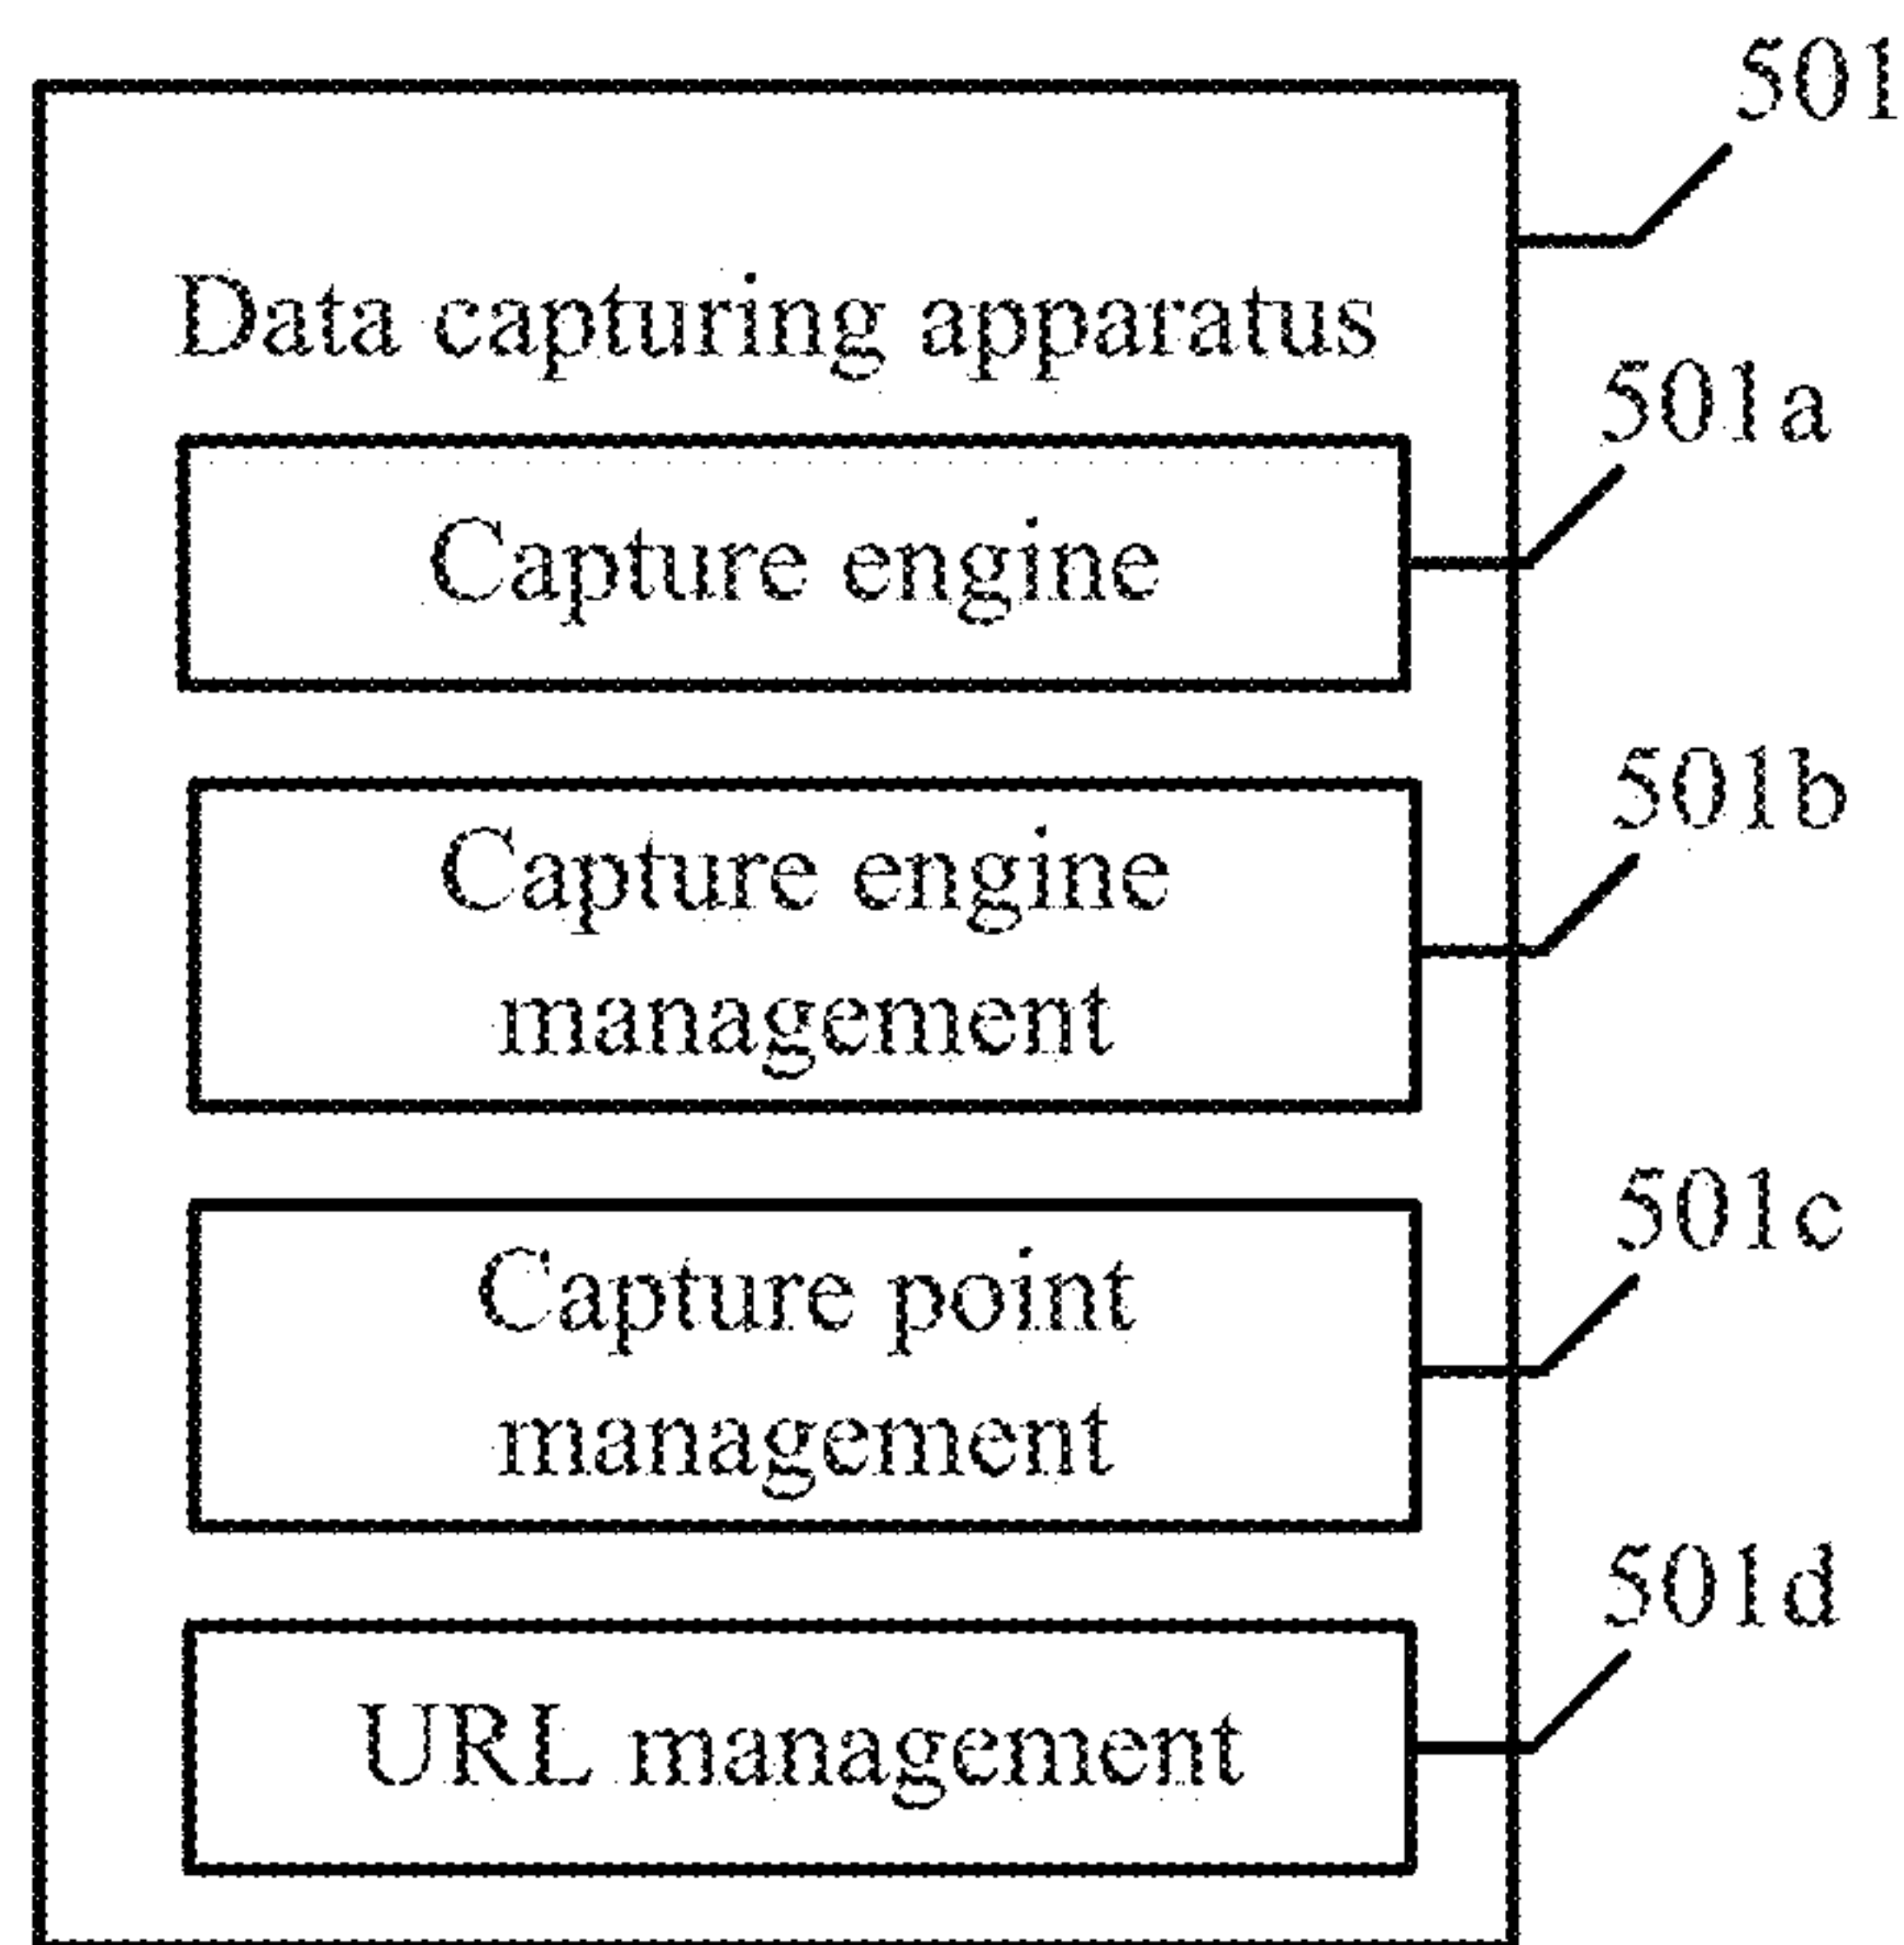 501
Data capturing apparatus
501a
Capture engine
501b
Capture engine
management
501c
Capture point
management
501d
URL management